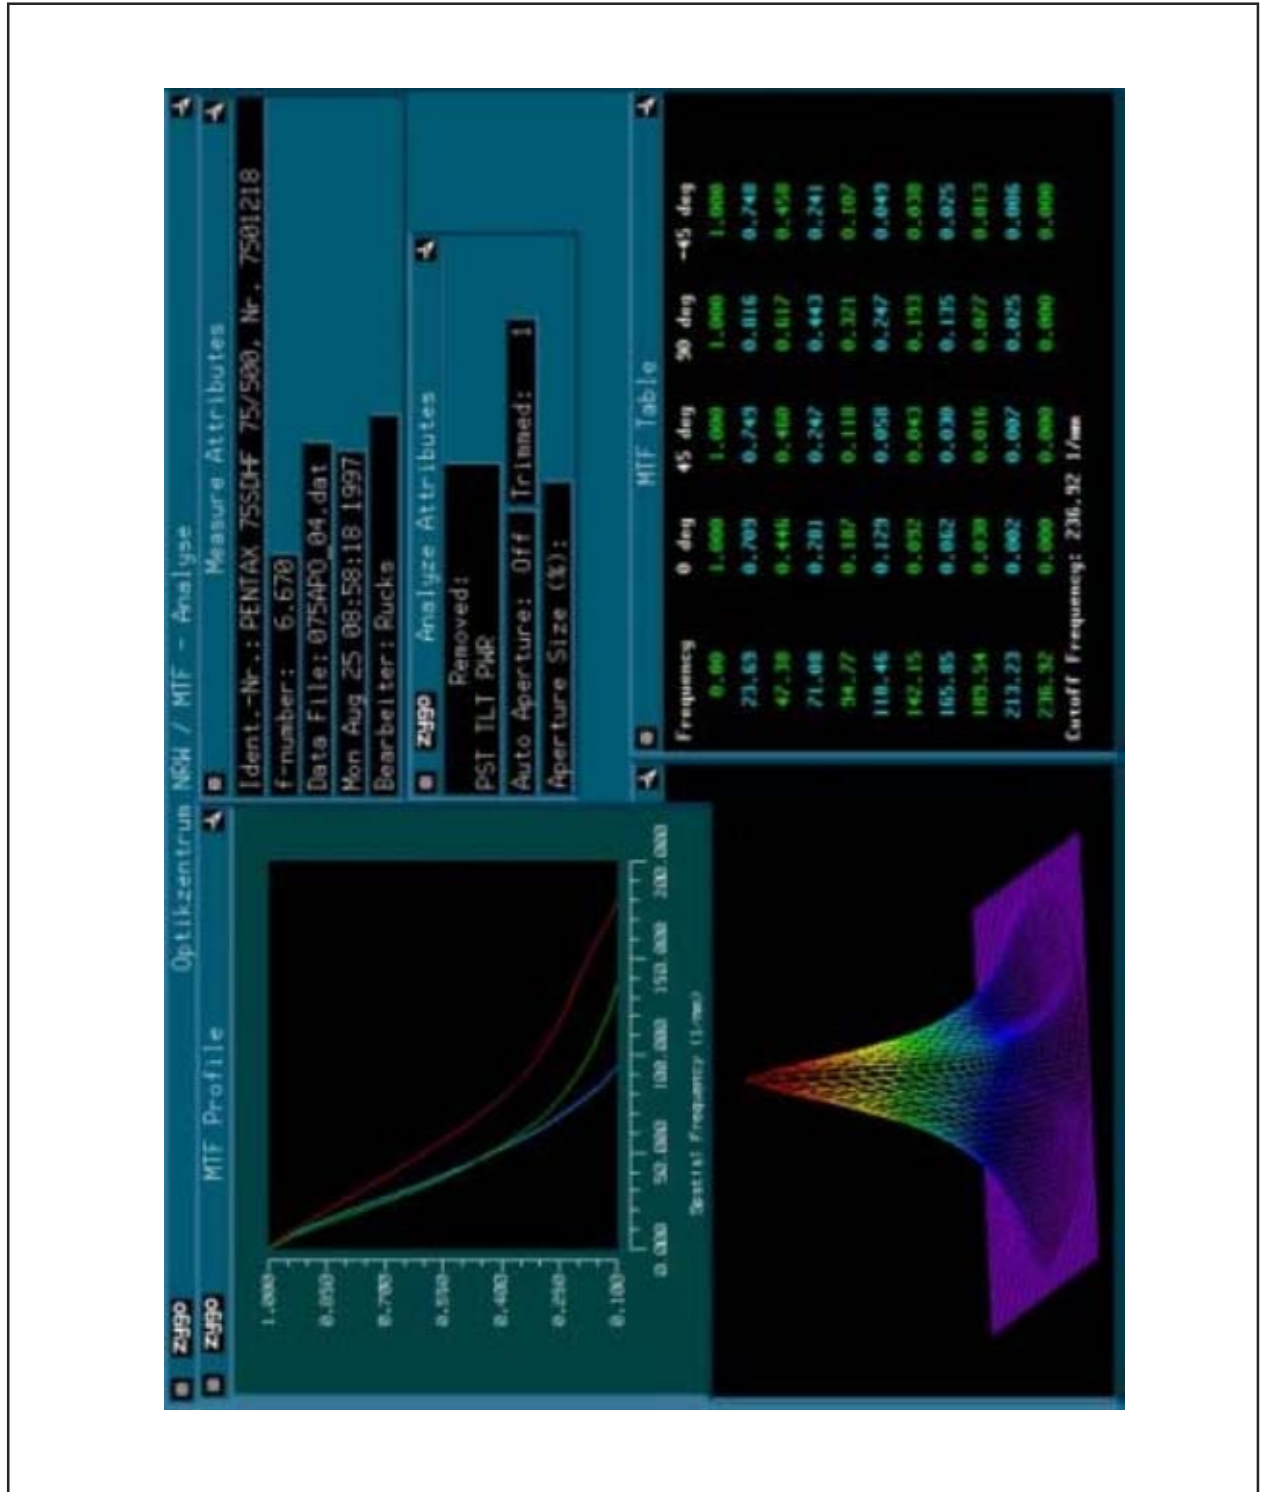 Optikzentrum NRW / MTF - Analyse
zygo
MTF Profile
zygo
1.000
0.850
0.700
0.550
0.400
0.250
0.100
0.000 50.000 100.000 150.000 200.000
Spatial Frequency (1/mm)
Measure Attributes
Ident.-Nr.: PENTAX 75SDHF 75/500, Nr. 7501218
f-number: 6.670
Data File: 075APO_04.dat
Mon Aug 25 08:58:18 1997
Bearbeiter: Rucks
zygo Analyze Attributes
Removed:
PST TLT PWR
Auto Aperture: Off Trimmed: 1
Aperture Size (%):
MTF Table
Frequency 0 deg 45 deg 90 deg -45 deg
0.00 1.000 1.000 1.000 1.000
23.69 0.709 0.749 0.816 0.748
47.38 0.446 0.460 0.617 0.458
71.08 0.281 0.247 0.443 0.241
94.77 0.187 0.118 0.321 0.107
118.46 0.129 0.058 0.247 0.049
142.15 0.092 0.043 0.193 0.038
165.85 0.062 0.030 0.135 0.025
189.54 0.030 0.016 0.077 0.013
213.23 0.002 0.007 0.025 0.006
236.92 0.000 0.000 0.000 0.000
Cutoff Frequency: 236.92 1/mm